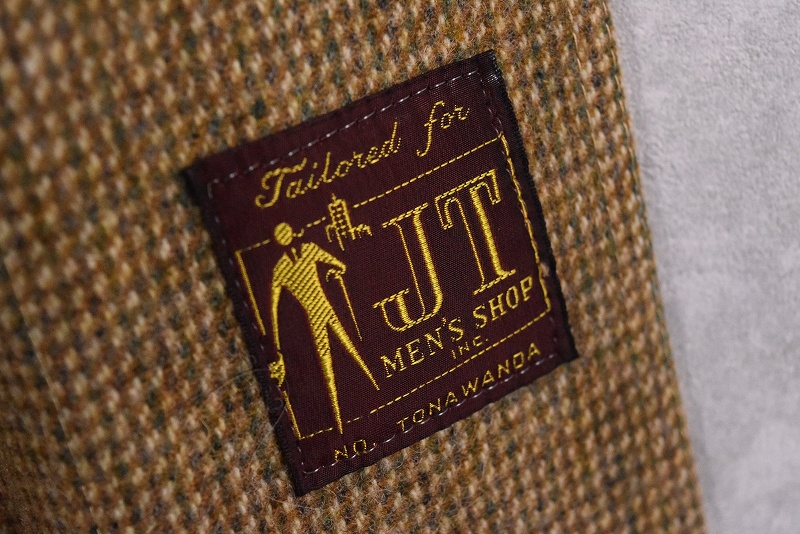 Tailored for
JT
MEN'S SHOP
INC.
NO. TONAWANDA